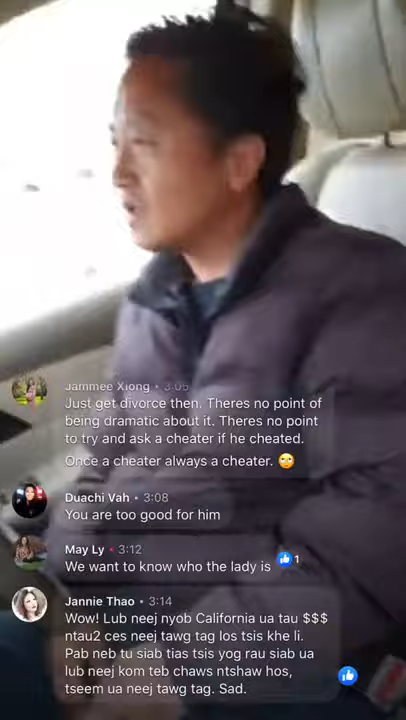 Jammee Xiong • 3:05
Just get divorce then. Theres no point of
being dramatic about it. Theres no point
to try and ask a cheater if he cheated.
Once a cheater always a cheater. 🙄
Duachi Vah • 3:08
You are too good for him
May Ly • 3:12
We want to know who the lady is
1
Jannie Thao • 3:14
Wow! Lub neej nyob California ua tau $$$
ntau2 ces neej tawg tag los tsis khe li.
Pab neb tu siab tias tsis yog rau siab ua
lub neej kom teb chaws ntshaw hos,
tseem ua neej tawg tag. Sad.